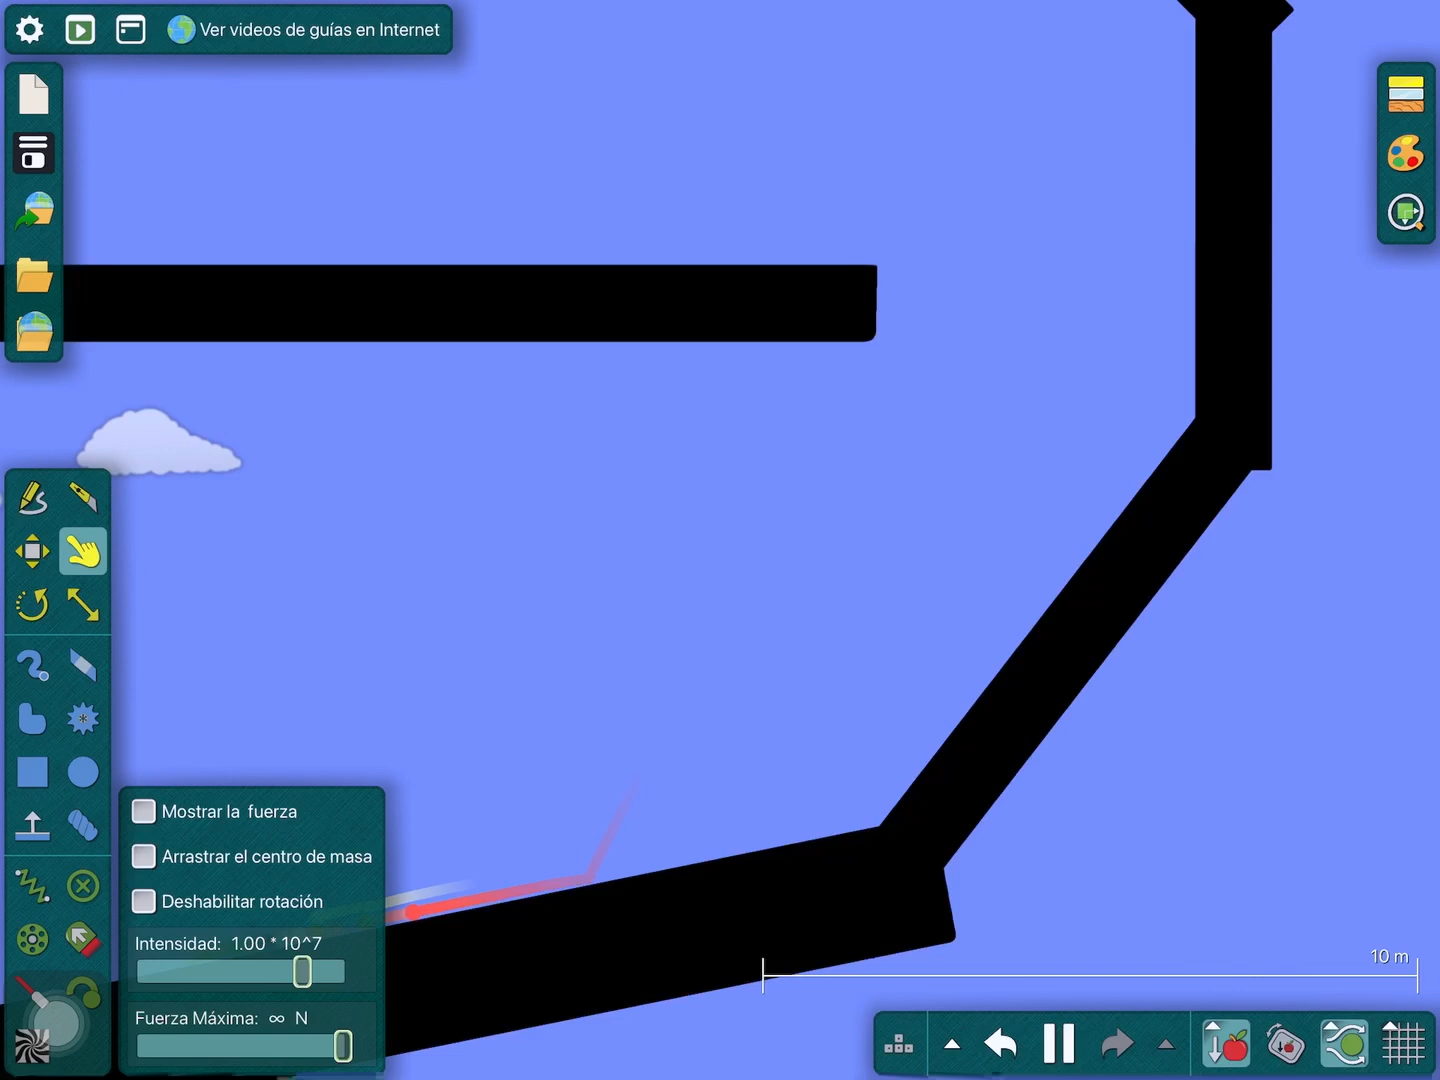 Ver videos de guías en Internet
Mostrar la fuerza
Arrastrar el centro de masa
Deshabilitar rotación
Intensidad: 1.00 * 10^7
Fuerza Máxima: ∞ N
10 m